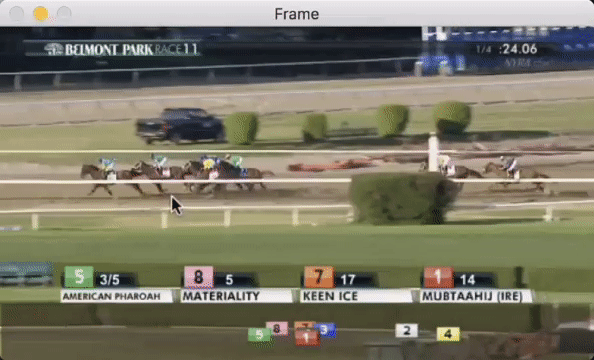 Frame
BELMONT PARK RACE 11
1/4 :24.06
NYRA
5 3/5 8 5 7 17 1 14
AMERICAN PHAROAH MATERIALITY KEEN ICE MUBTAAHIJ (IRE)
5 8 7 1 3 2 4